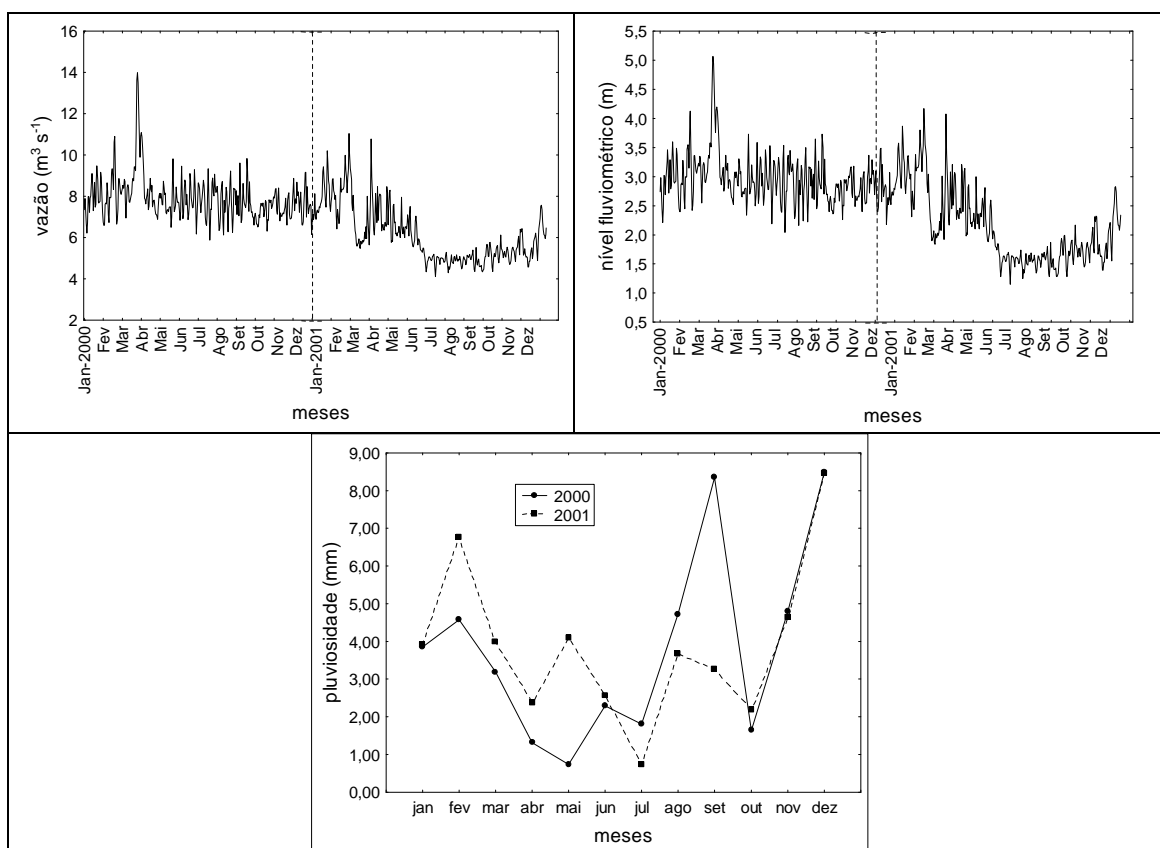 16
14
12
10
8
6
4
2
vazão (m³ s⁻¹)
Jan-2000
Fev
Mar
Abr
Mai
Jun
Jul
Ago
Set
Out
Nov
Dez
Jan-2001
Fev
Mar
Abr
Mai
Jun
Jul
Ago
Set
Out
Nov
Dez
meses
5,5
5,0
4,5
4,0
3,5
3,0
2,5
2,0
1,5
1,0
0,5
nível fluviométrico (m)
Jan-2000
Fev
Mar
Abr
Mai
Jun
Jul
Ago
Set
Out
Nov
Dez
Jan-2001
Fev
Mar
Abr
Mai
Jun
Jul
Ago
Set
Out
Nov
Dez
meses
9,00
8,00
7,00
6,00
5,00
4,00
3,00
2,00
1,00
0,00
pluviosidade (mm)
2000
2001
jan fev mar abr mai jun jul ago set out nov dez
meses